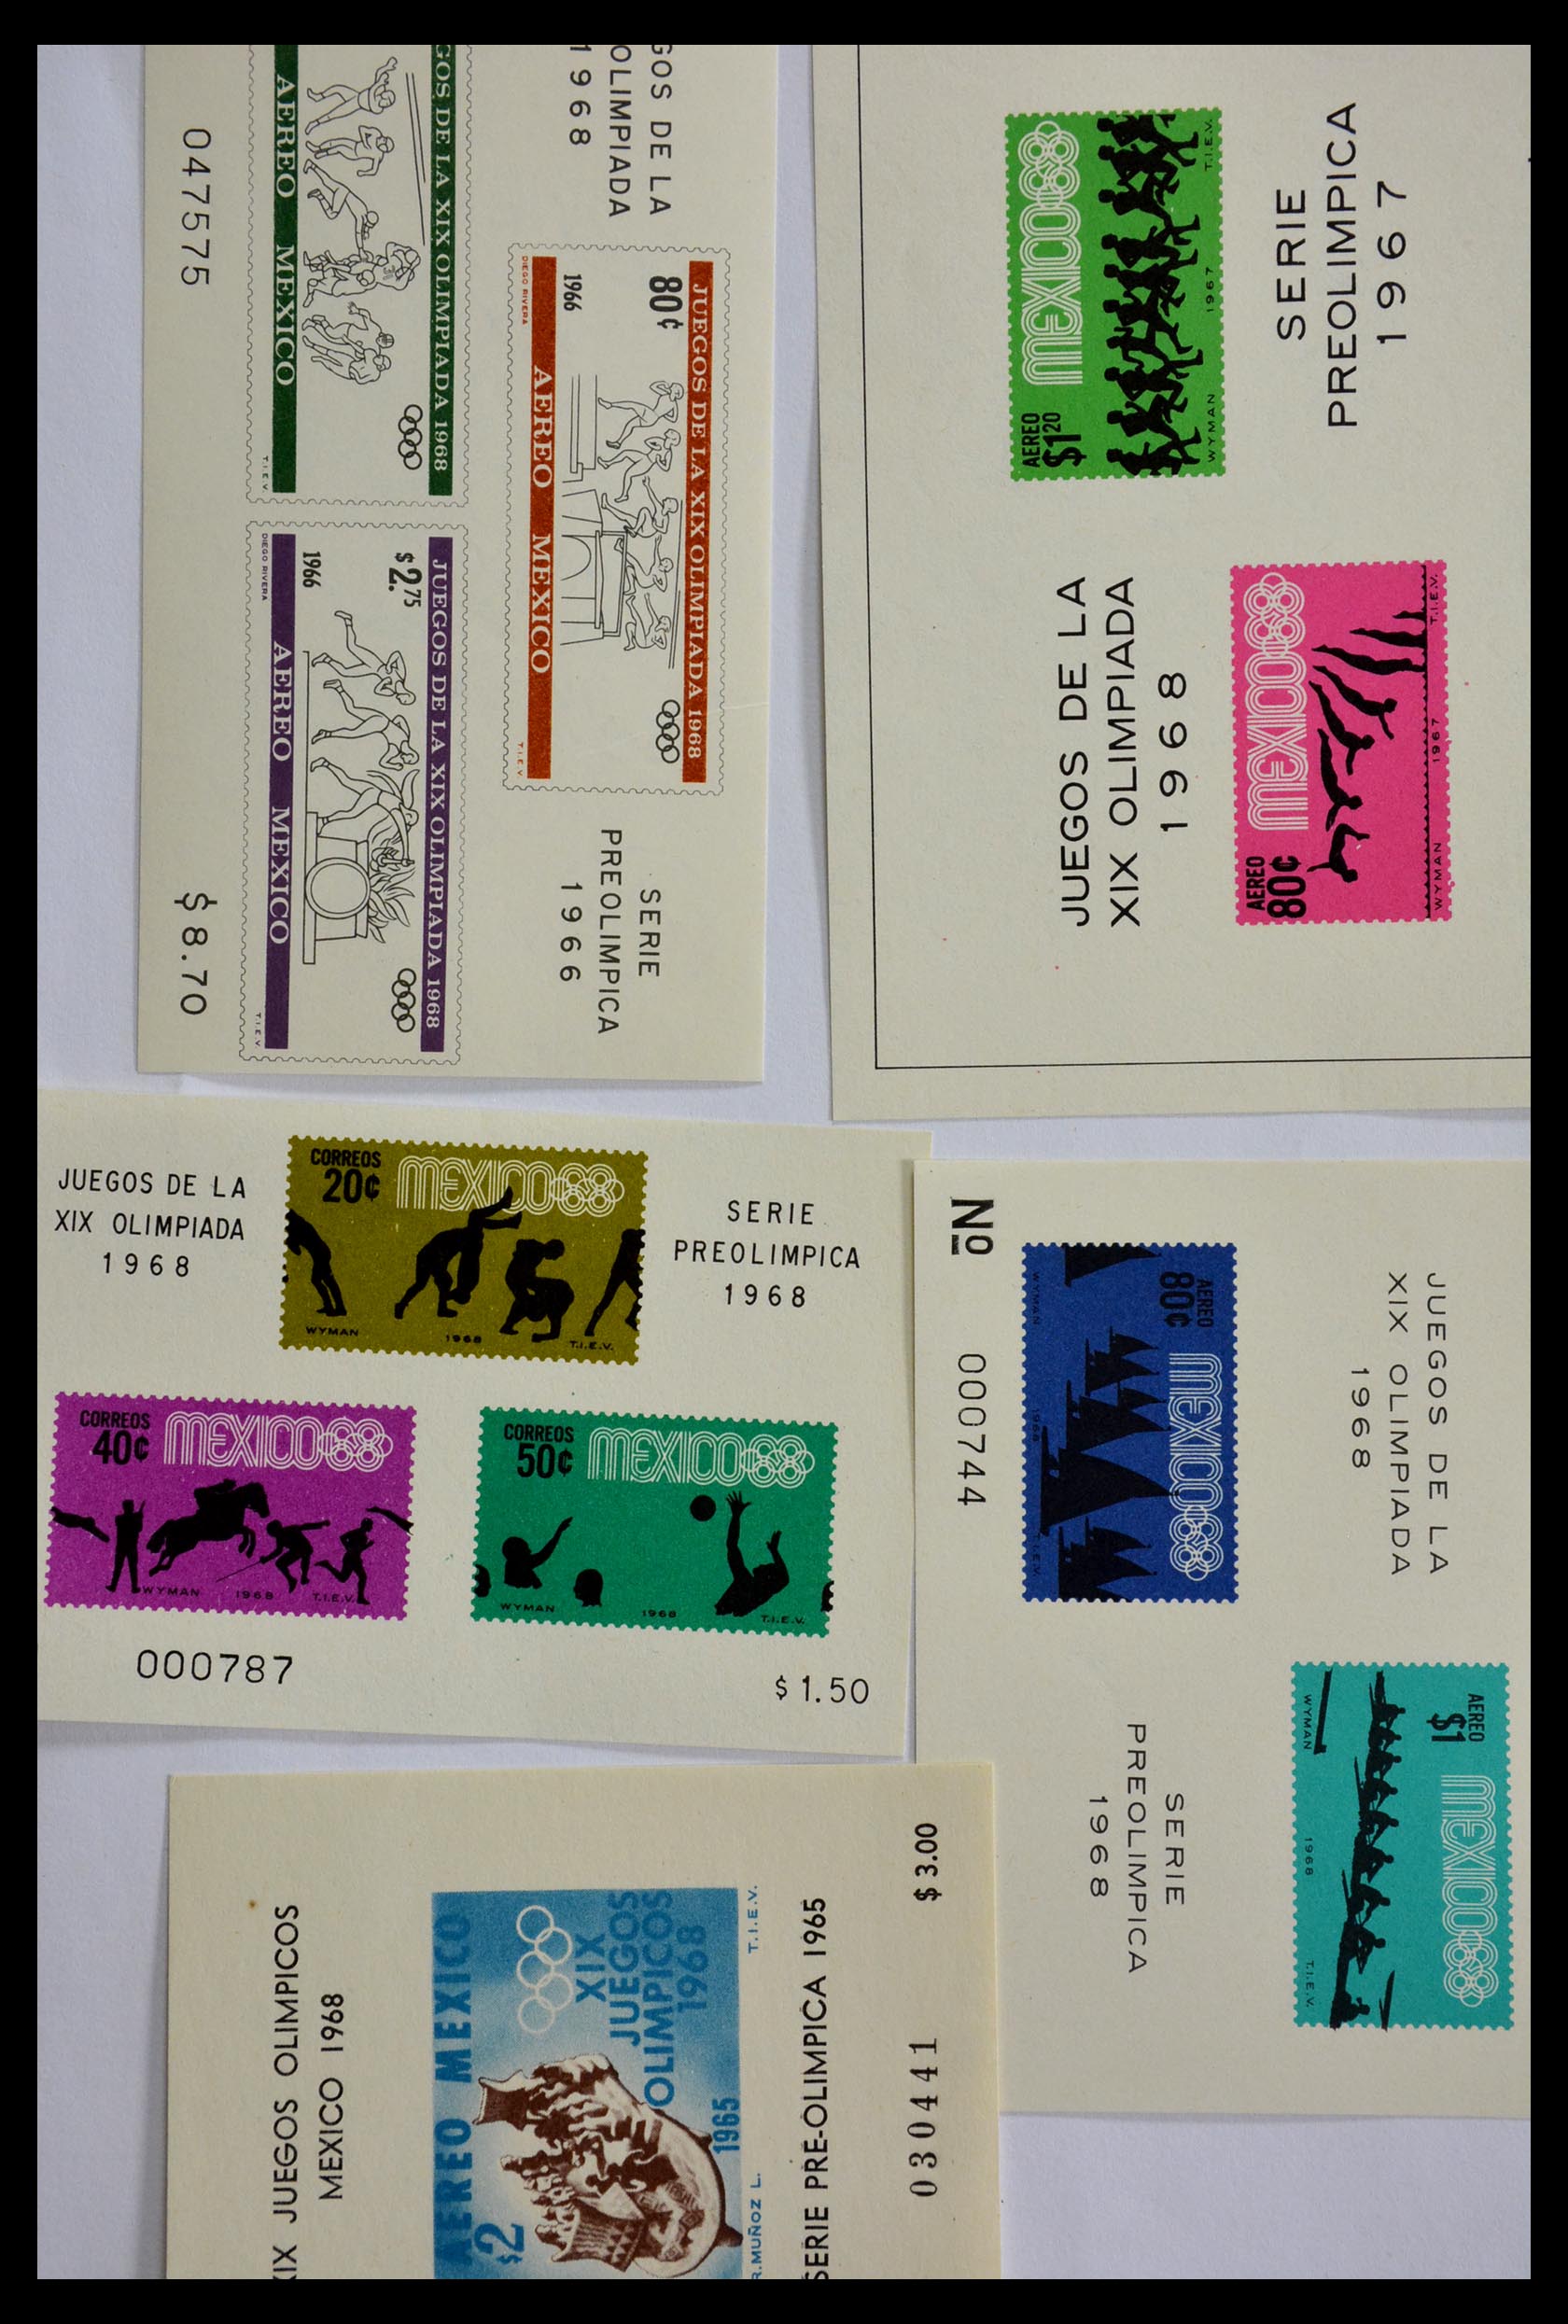 GOS DE LA
OLIMPIADA
1968
047575
GOS DE LA XIX OLIMPIADA 1968
AEREO MEXICO
T.I.E.V.
JUEGOS DE LA XIX OLIMPIADA 1968
80¢
1966
AEREO MEXICO
DIEGO RIVERA
T.I.E.V.
JUEGOS DE LA XIX OLIMPIADA 1968
$2.75
1966
AEREO MEXICO
DIEGO RIVERA
T.I.E.V.
SERIE
PREOLIMPICA
1966
$8.70
AEREO
$1.20
MEXICO68
WYMAN 1967 T.I.E.V.
SERIE
PREOLIMPICA
1967
JUEGOS DE LA
XIX OLIMPIADA
1968
AEREO
80¢
MEXICO68
WYMAN 1967 T.I.E.V.
JUEGOS DE LA
XIX OLIMPIADA
1968
CORREOS
20¢
MEXICO68
WYMAN 1968 T.I.E.V.
SERIE
PREOLIMPICA
1968
CORREOS
40¢
MEXICO68
WYMAN 1968 T.I.E.V.
CORREOS
50¢
MEXICO68
WYMAN 1968 T.I.E.V.
000787
$1.50
No
000744
AEREO
80¢
MEXICO68
WYMAN 1968 T.I.E.V.
JUEGOS DE LA
XIX OLIMPIADA
1968
AEREO
$1
MEXICO68
WYMAN 1968 T.I.E.V.
SERIE
PREOLIMPICA
1968
XIX JUEGOS OLIMPICOS
MEXICO 1968
AEREO MEXICO
$2
XIX
JUEGOS
OLIMPICOS
1968
1965
R.MUÑOZ L. T.I.E.V.
SERIE PRE-OLIMPICA 1965
030441
$3.00